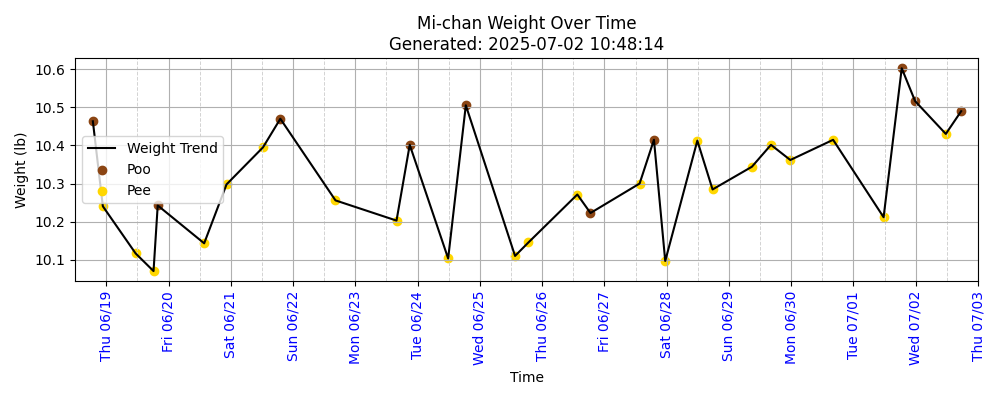 Mi-chan Weight Over Time
Generated: 2025-07-02 10:48:14
Weight (lb)
10.6
10.5
10.4
10.3
10.2
10.1
Weight Trend
Poo
Pee
Thu 06/19
Fri 06/20
Sat 06/21
Sun 06/22
Mon 06/23
Tue 06/24
Wed 06/25
Thu 06/26
Fri 06/27
Sat 06/28
Sun 06/29
Mon 06/30
Tue 07/01
Wed 07/02
Thu 07/03
Time